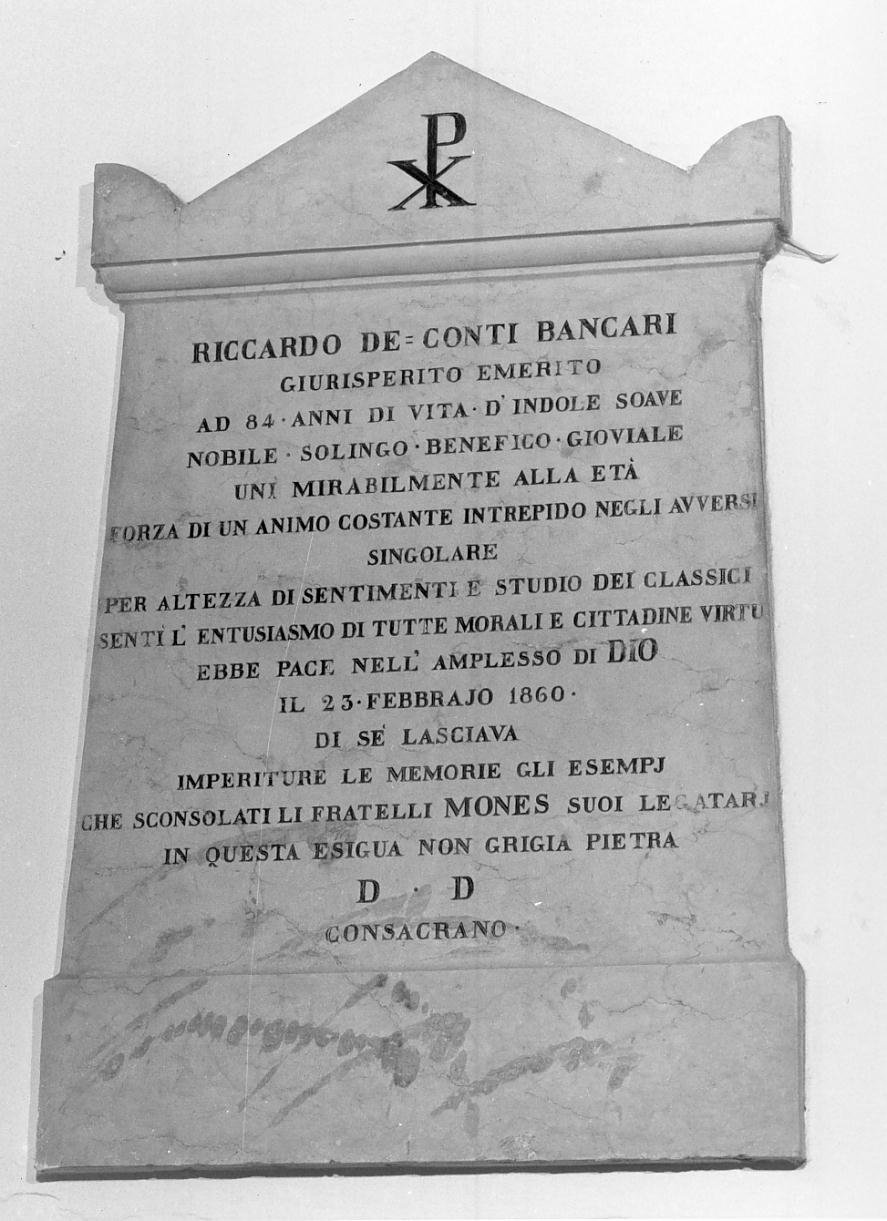 RICCARDO DE= CONTI BANCARI
GIURISPERITO EMERITO
AD 84·ANNI DI VITA·D'INDOLE SOAVE
NOBILE·SOLINGO·BENEFICO·GIOVIALE
UNI MIRABILMENTE ALLA ETÀ
FORZA DI UN ANIMO COSTANTE INTREPIDO NEGLI AVVERSI
SINGOLARE
PER ALTEZZA DI SENTIMENTI E STUDIO DEI CLASSICI
SENTÌ L' ENTUSIASMO DI TUTTE MORALI E CITTADINE VIRTU
EBBE PACE NELL' AMPLESSO DI DIO
IL 23·FEBBRAJO 1860·
DI SÉ LASCIAVA
IMPERITURE LE MEMORIE GLI ESEMPJ
CHE SCONSOLATI LI FRATELLI MONES SUOI LEGATARJ
IN QUESTA ESIGUA NON GRIGIA PIETRA
D · D
CONSACRANO·